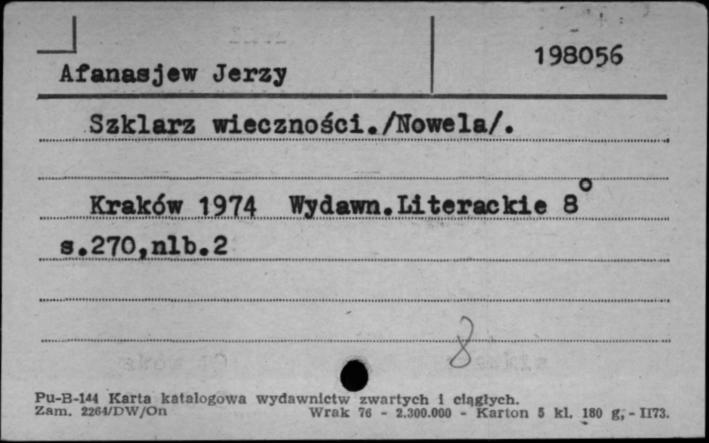 198056
Afanasjew Jerzy
Szklarz wieczności./Nowela/.
Kraków 1974 Wydawn.Literackie 8°
s.270,nlb.2
8
Pu-B-144 Karta katalogowa wydawnictw zwartych i ciągłych.
Zam. 2264/DW/On Wrak 76 - 2.300.000 - Karton 5 kl. 180 g, - II73.